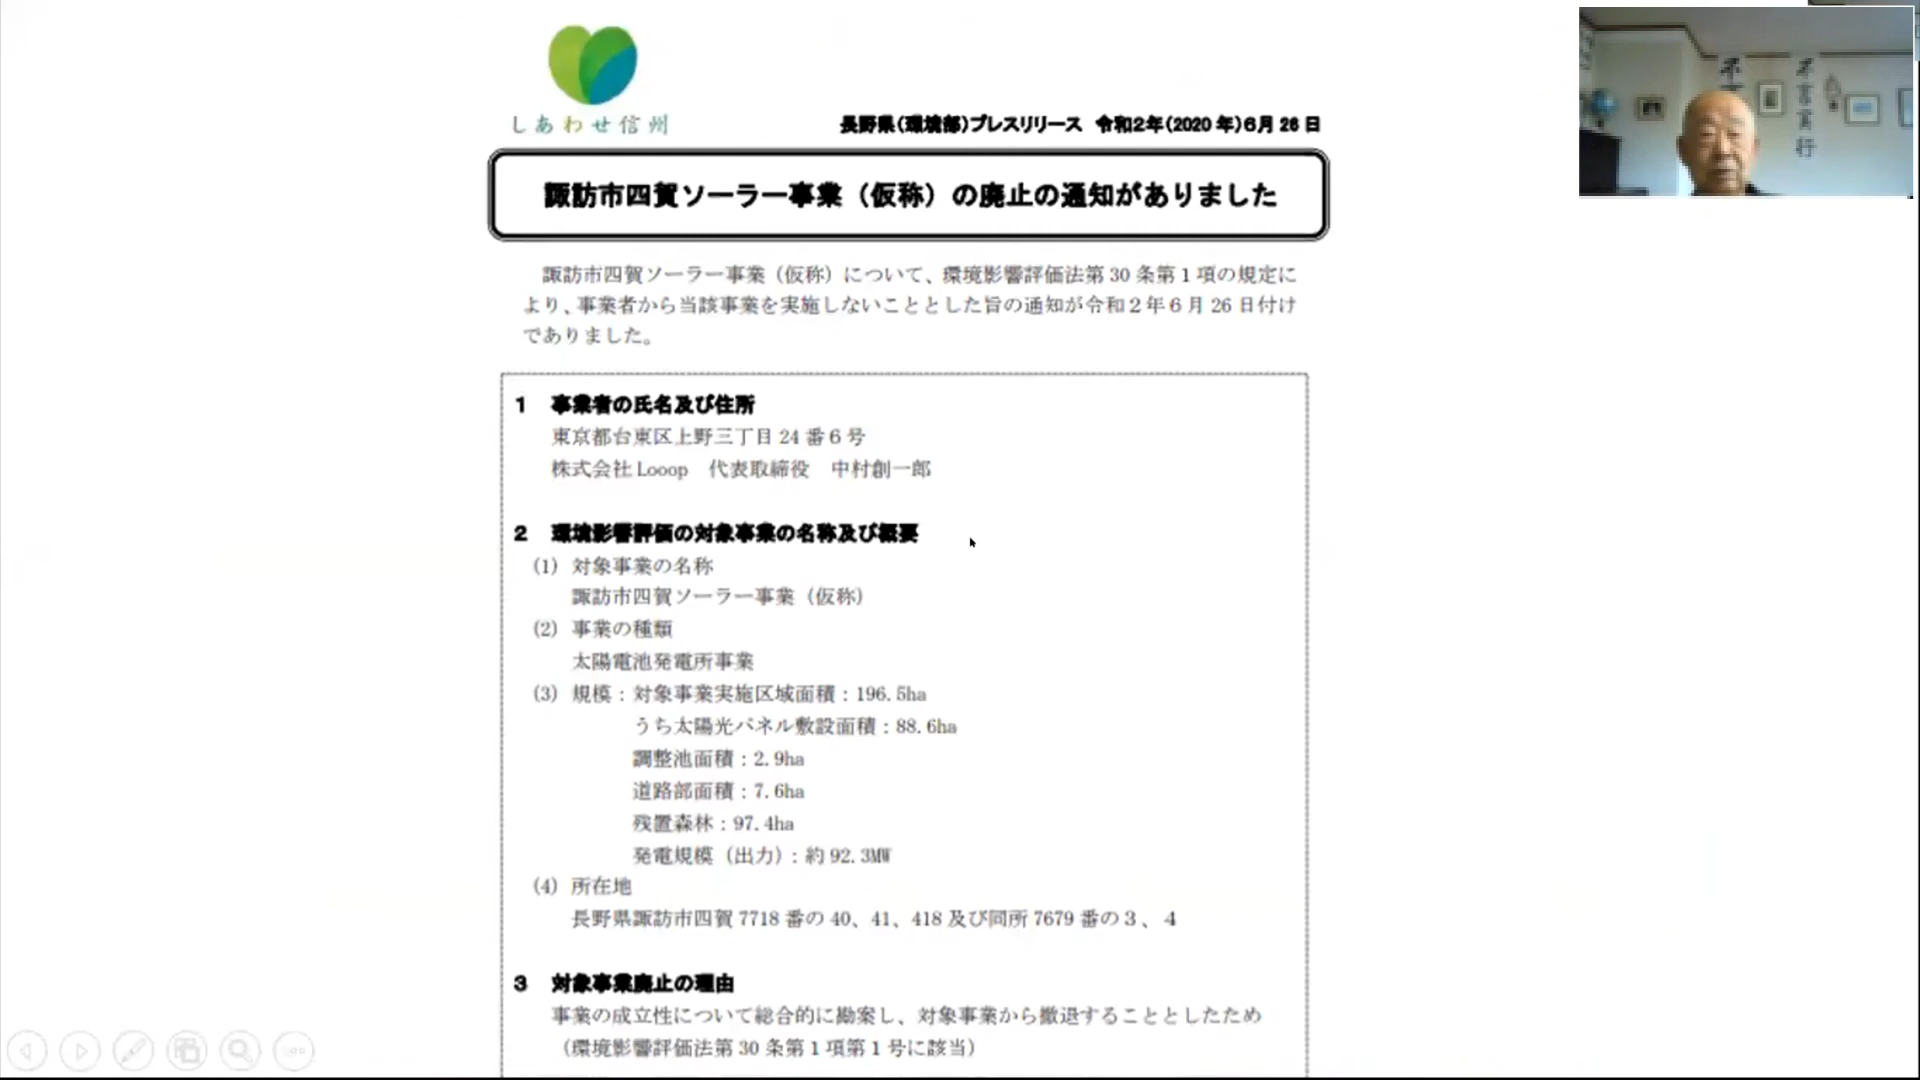 しあわせ信州
長野県(環境部)プレスリリース 令和2年(2020年)6月26日
諏訪市四賀ソーラー事業（仮称）の廃止の通知がありました
諏訪市四賀ソーラー事業（仮称）について、環境影響評価法第30条第1項の規定に
より、事業者から当該事業を実施しないこととした旨の通知が令和２年６月26日付け
でありました。
1 事業者の氏名及び住所
東京都台東区上野三丁目24番６号
株式会社Looop 代表取締役 中村創一郎
2 環境影響評価の対象事業の名称及び概要
(1) 対象事業の名称
諏訪市四賀ソーラー事業（仮称）
(2) 事業の種類
太陽電池発電所事業
(3) 規模：対象事業実施区域面積：196.5ha
うち太陽光パネル敷設面積：88.6ha
調整池面積：2.9ha
道路部面積：7.6ha
残置森林：97.4ha
発電規模（出力）：約92.3MW
(4) 所在地
長野県諏訪市四賀7718番の40、41、418及び同所7679番の３、４
3 対象事業廃止の理由
事業の成立性について総合的に勘案し、対象事業から撤退することとしたため
（環境影響評価法第30条第1項第1号に該当）
不言実行